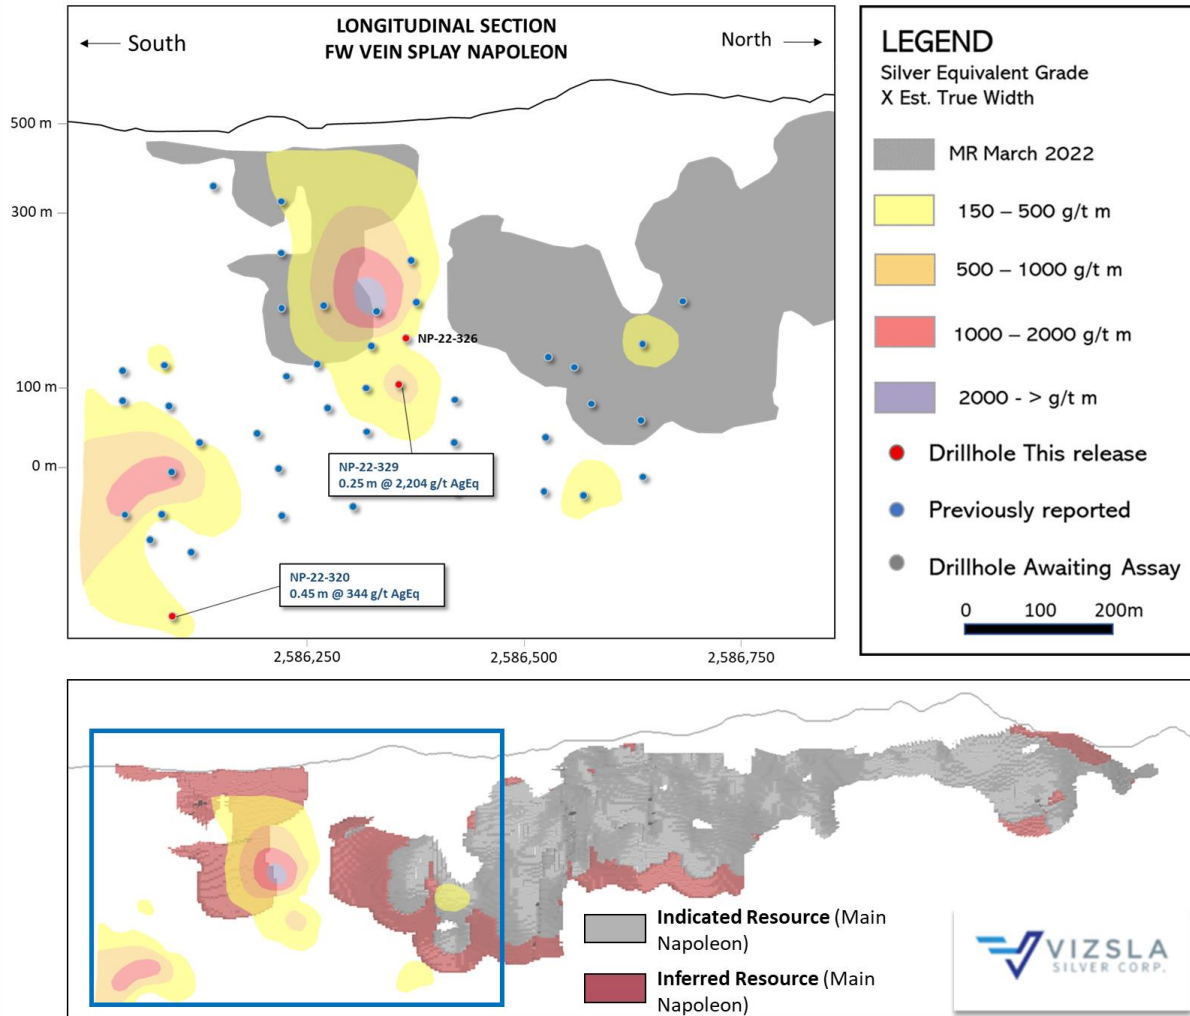 LONGITUDINAL SECTION
FW VEIN SPLAY NAPOLEON
South
North
500 m
300 m
100 m
0 m
NP-22-326
NP-22-329
0.25 m @ 2,204 g/t AgEq
NP-22-320
0.45 m @ 344 g/t AgEq
2,586,250
2,586,500
2,586,750
LEGEND
Silver Equivalent Grade
X Est. True Width
MR March 2022
150 – 500 g/t m
500 – 1000 g/t m
1000 – 2000 g/t m
2000 - > g/t m
Drillhole This release
Previously reported
Drillhole Awaiting Assay
0 100 200m
Indicated Resource (Main
Napoleon)
Inferred Resource (Main
Napoleon)
VIZSLA
SILVER CORP.